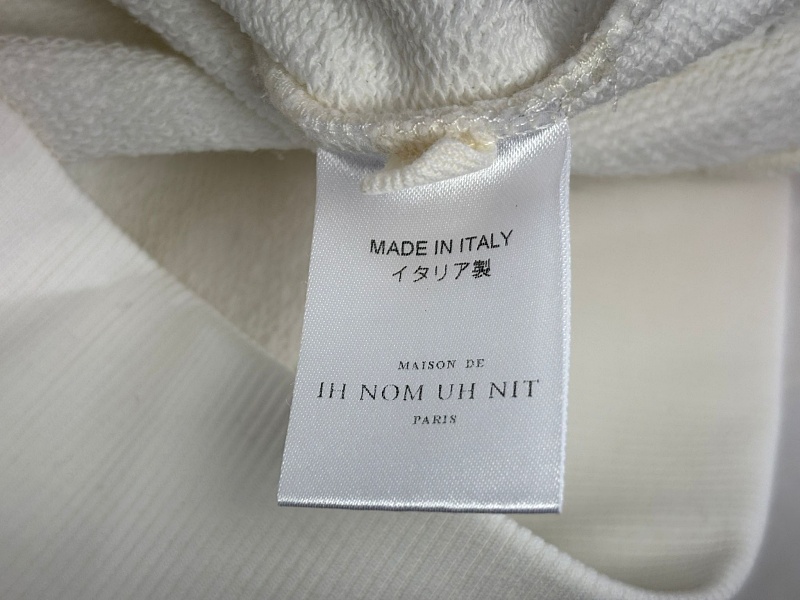 MADE IN ITALY
イタリア製
MAISON DE
IH NOM UH NIT
PARIS